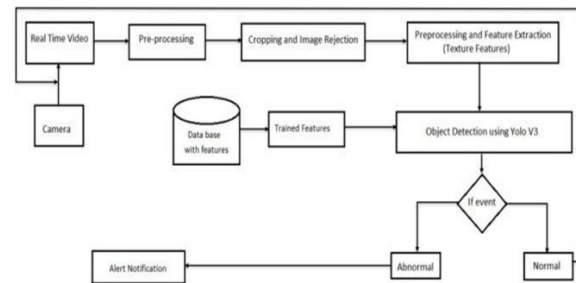 Real Time Video
Pre-processing
Cropping and Image Rejection
Preprocessing and Feature Extraction
(Texture Features)
Camera
Data base
with features
Trained Features
Object Detection using Yolo V3
If event
Alert Notification
Abnormal
Normal